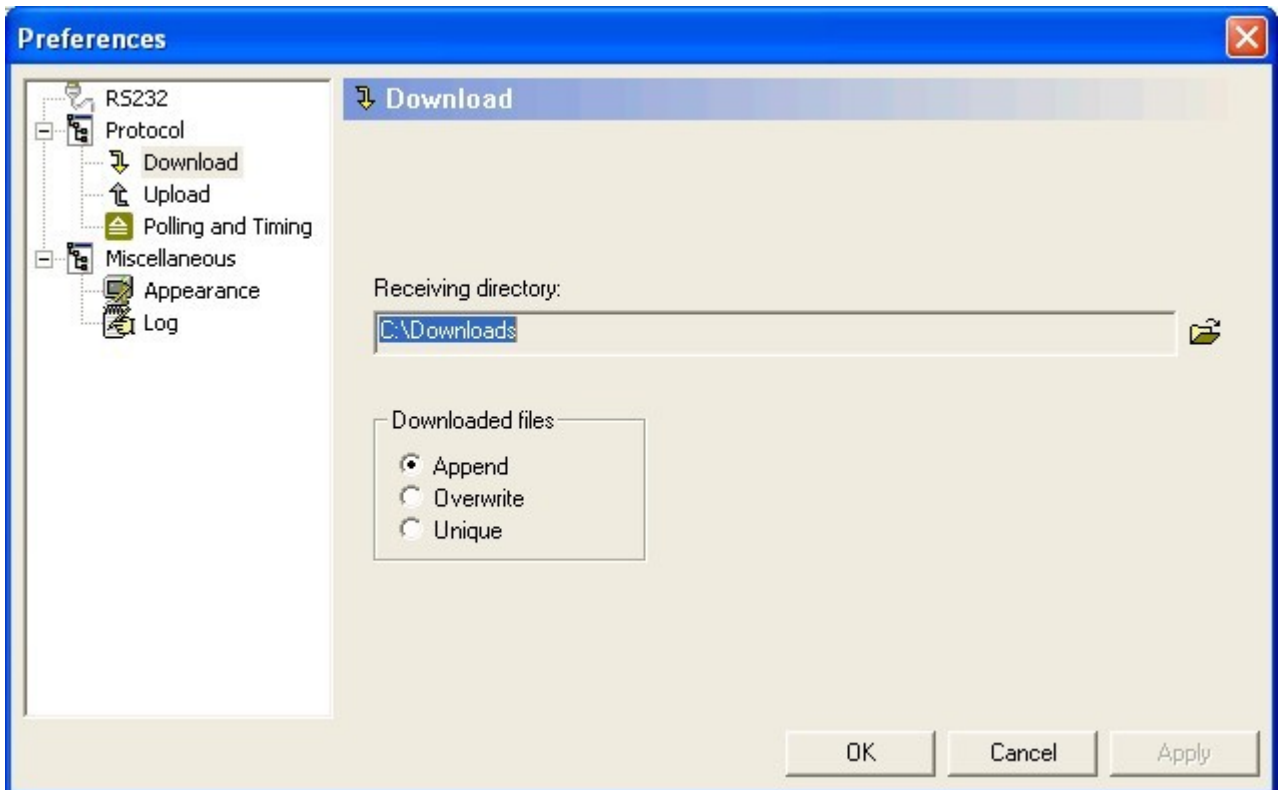 Preferences
RS232
Protocol
Download
Upload
Polling and Timing
Miscellaneous
Appearance
Log
Download
Receiving directory:
C:\Downloads
Downloaded files
Append
Overwrite
Unique
OK
Cancel
Apply